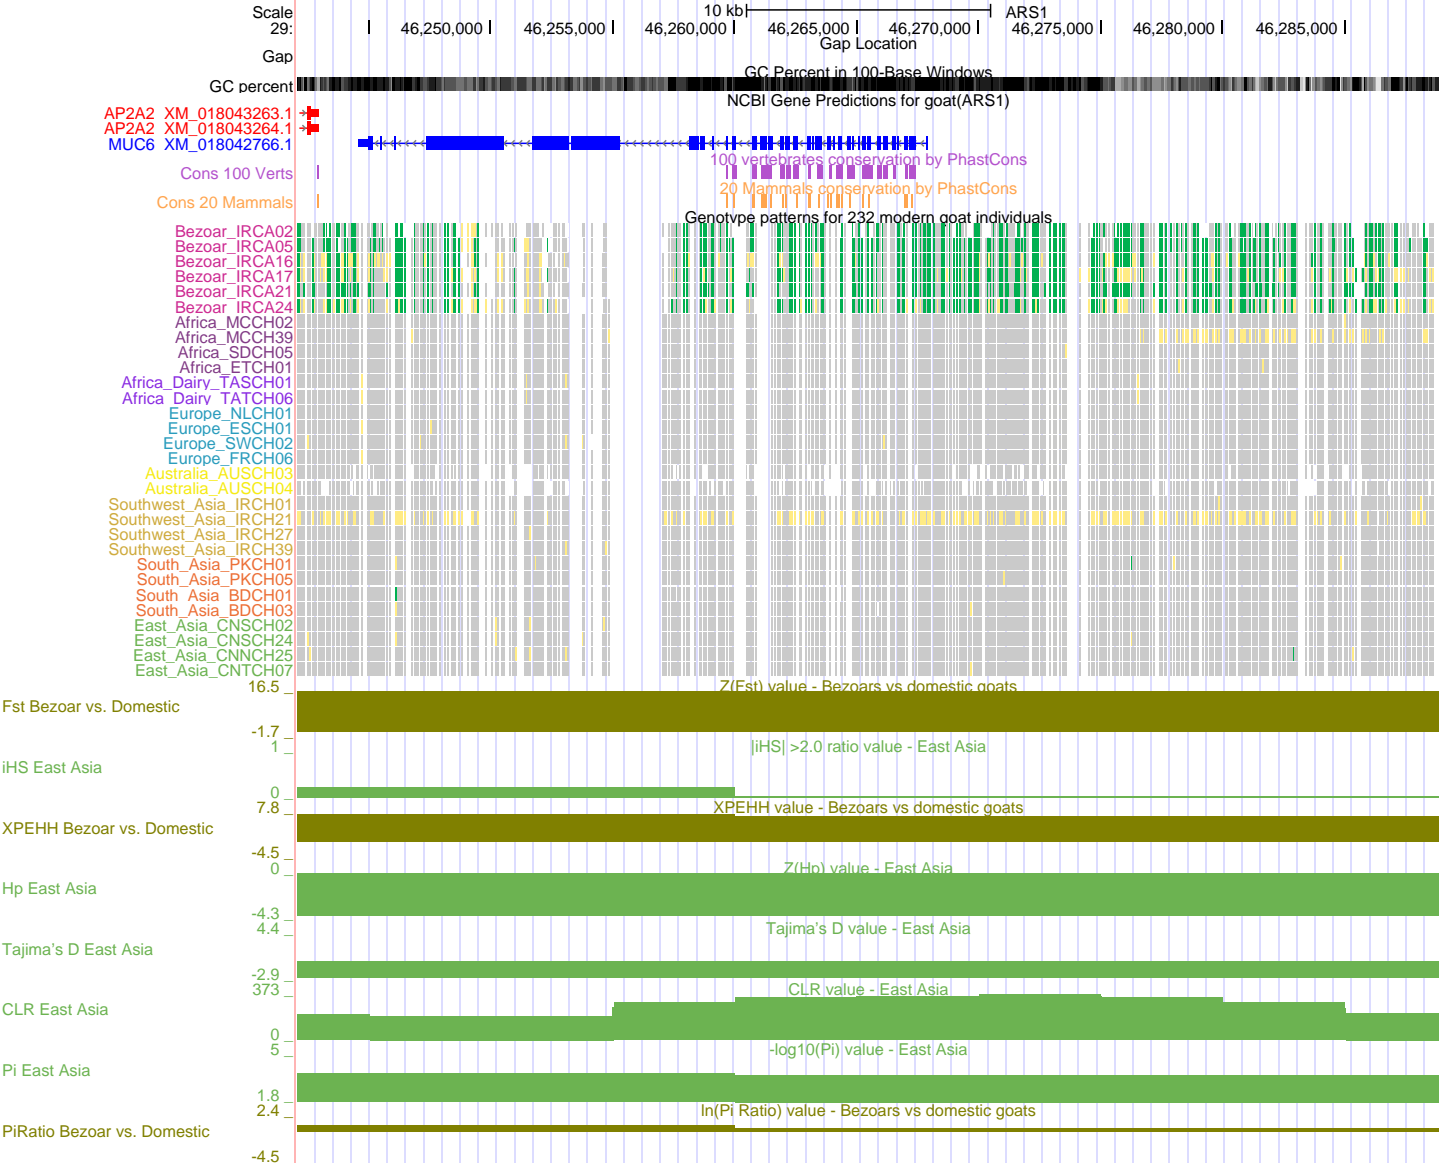 Scale 10 kb ARS1
29: 46,250,000 46,255,000 46,260,000 46,265,000 46,270,000 46,275,000 46,280,000 46,285,000
Gap Location
Gap
GC Percent in 100-Base Windows
GC percent
NCBI Gene Predictions for goat(ARS1)
AP2A2 XM_018043263.1
AP2A2 XM_018043264.1
MUC6 XM_018042766.1
100 vertebrates conservation by PhastCons
Cons 100 Verts
20 Mammals conservation by PhastCons
Cons 20 Mammals
Genotype patterns for 232 modern goat individuals
Bezoar_IRCA02
Bezoar_IRCA05
Bezoar_IRCA16
Bezoar_IRCA17
Bezoar_IRCA21
Bezoar_IRCA24
Africa_MCCH02
Africa_MCCH39
Africa_SDCH05
Africa_ETCH01
Africa_Dairy_TASCH01
Africa_Dairy_TATCH06
Europe_NLCH01
Europe_ESCH01
Europe_SWCH02
Europe_FRCH06
Australia_AUSCH03
Australia_AUSCH04
Southwest_Asia_IRCH01
Southwest_Asia_IRCH21
Southwest_Asia_IRCH27
Southwest_Asia_IRCH39
South_Asia_PKCH01
South_Asia_PKCH05
South_Asia_BDCH01
South_Asia_BDCH03
East_Asia_CNSCH02
East_Asia_CNSCH24
East_Asia_CNNCH25
East_Asia_CNTCH07
16.5 _ Z(Fst) value - Bezoars vs domestic goats
Fst Bezoar vs. Domestic
-1.7 _
1 _ |iHS| >2.0 ratio value - East Asia
iHS East Asia
0 _
7.8 _ XPEHH value - Bezoars vs domestic goats
XPEHH Bezoar vs. Domestic
-4.5 _
0 _ Z(Hp) value - East Asia
Hp East Asia
-4.3 _
4.4 _ Tajima's D value - East Asia
Tajima's D East Asia
-2.9 _
373 _ CLR value - East Asia
CLR East Asia
0 _
5 _ -log10(Pi) value - East Asia
Pi East Asia
1.8 _
2.4 _ ln(Pi Ratio) value - Bezoars vs domestic goats
PiRatio Bezoar vs. Domestic
-4.5